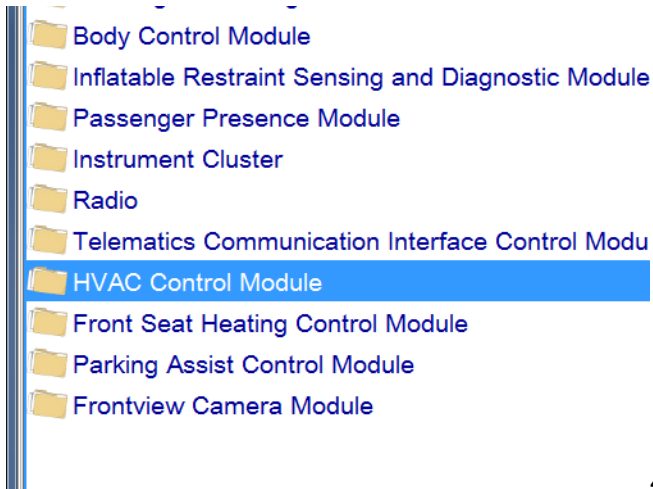 Body Control Module
Inflatable Restraint Sensing and Diagnostic Module
Passenger Presence Module
Instrument Cluster
Radio
Telematics Communication Interface Control Modu
HVAC Control Module
Front Seat Heating Control Module
Parking Assist Control Module
Frontview Camera Module